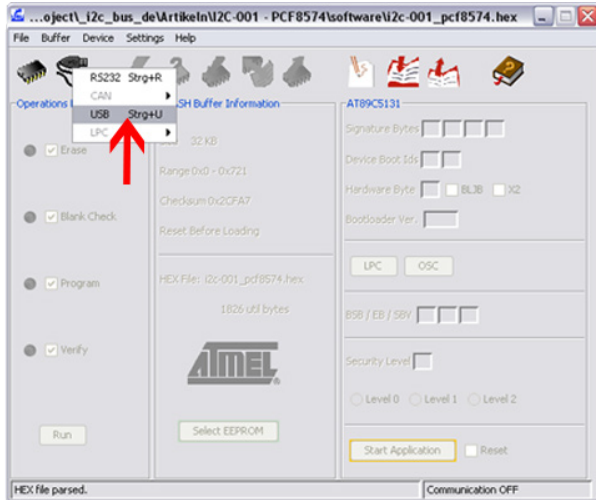 ...oject\_i2c_bus_de\Artikeln\I2C-001 - PCF8574\software\i2c-001_pcf8574.hex
File Buffer Device Settings Help
RS232 Strg+R
CAN
USB Strg+U
LPC
Operations
SH Buffer Information
AT89C5131
Erase
32 KB
Signature Bytes
Range 0x0 - 0x721
Device Boot Ids
Checksum 0x2CFA7
Hardware Byte BLJB X2
Blank Check
Reset Before Loading
Bootloader Ver.
LPC OSC
Program
HEX File: i2c-001_pcf8574.hex
1826 util bytes
BSB / EB / SBV
Verify
ATMEL
Security Level
Level 0 Level 1 Level 2
Run
Select EEPROM
Start Application Reset
HEX file parsed.
Communication OFF